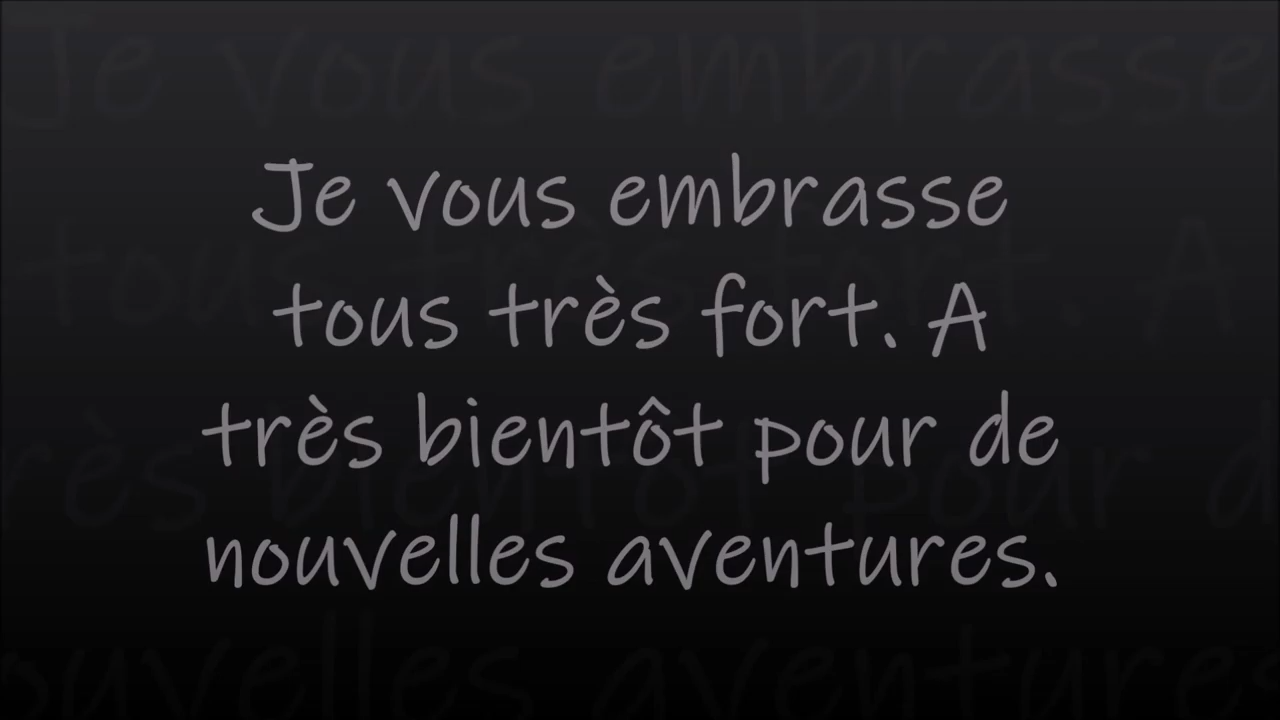 Je vous embrasse
tous très fort. A
très bientôt pour de
nouvelles aventures.